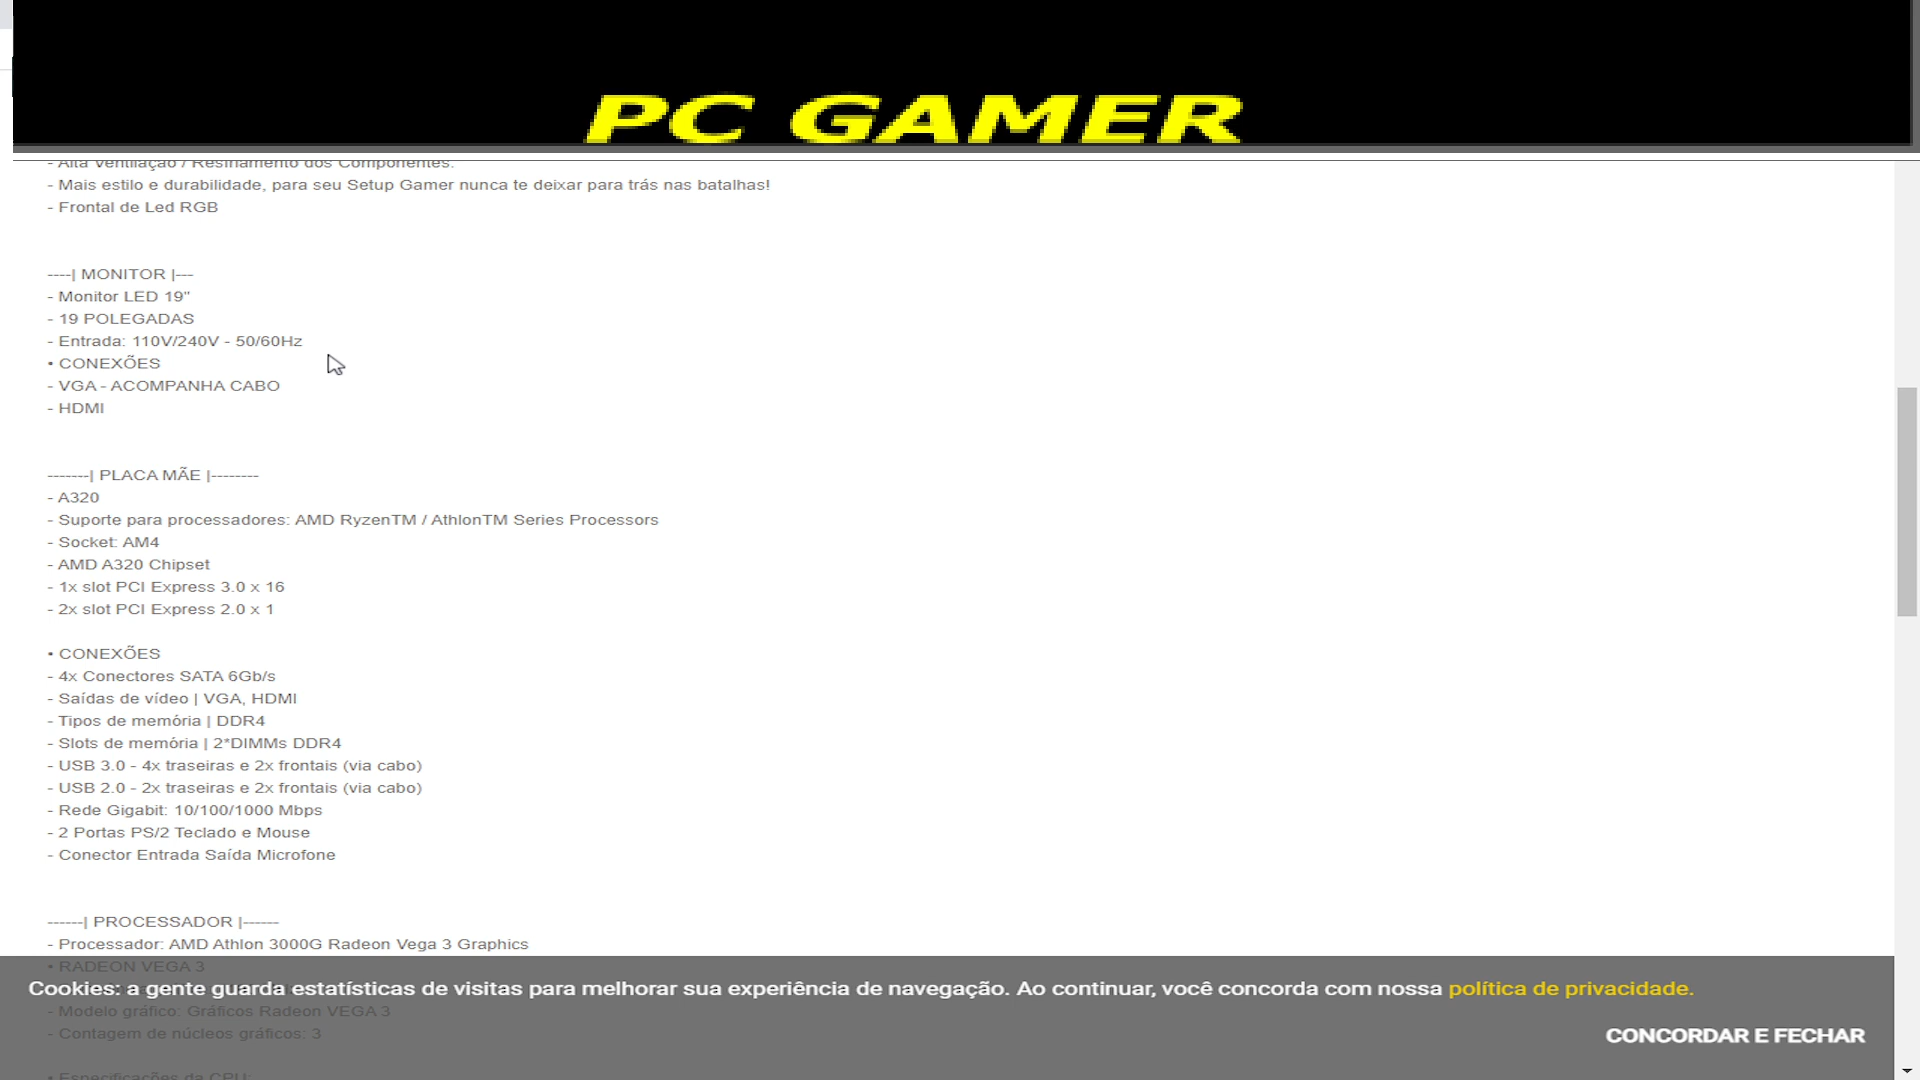 PC GAMER
- Alta Ventilação / Resfriamento dos Componentes.
- Mais estilo e durabilidade, para seu Setup Gamer nunca te deixar para trás nas batalhas!
- Frontal de Led RGB
----| MONITOR |---
- Monitor LED 19"
- 19 POLEGADAS
- Entrada: 110V/240V - 50/60Hz
• CONEXÕES
- VGA - ACOMPANHA CABO
- HDMI
-------| PLACA MÃE |--------
- A320
- Suporte para processadores: AMD RyzenTM / AthlonTM Series Processors
- Socket: AM4
- AMD A320 Chipset
- 1x slot PCI Express 3.0 x 16
- 2x slot PCI Express 2.0 x 1
• CONEXÕES
- 4x Conectores SATA 6Gb/s
- Saídas de vídeo | VGA, HDMI
- Tipos de memória | DDR4
- Slots de memória | 2*DIMMs DDR4
- USB 3.0 - 4x traseiras e 2x frontais (via cabo)
- USB 2.0 - 2x traseiras e 2x frontais (via cabo)
- Rede Gigabit: 10/100/1000 Mbps
- 2 Portas PS/2 Teclado e Mouse
- Conector Entrada Saída Microfone
------| PROCESSADOR |------
- Processador: AMD Athlon 3000G Radeon Vega 3 Graphics
• RADEON VEGA 3
Cookies: a gente guarda estatísticas de visitas para melhorar sua experiência de navegação. Ao continuar, você concorda com nossa política de privacidade.
- Modelo gráfico: Gráficos Radeon VEGA 3
- Contagem de núcleos gráficos: 3
CONCORDAR E FECHAR
• Especificações da CPU: